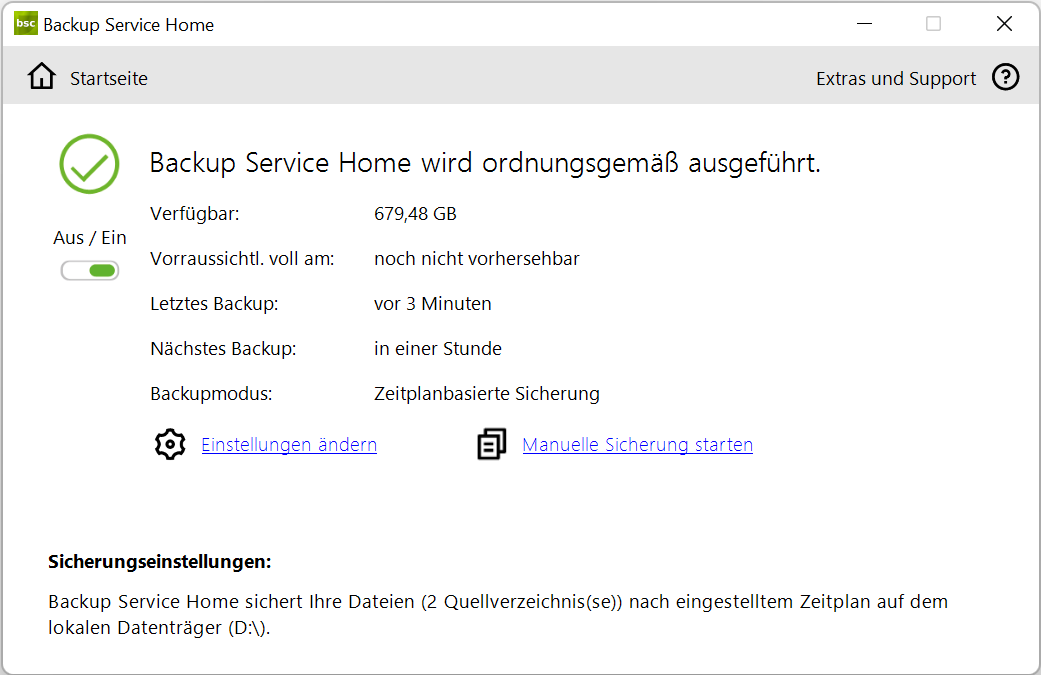 bsc Backup Service Home
Startseite
Extras und Support ?
Backup Service Home wird ordnungsgemäß ausgeführt.
Aus / Ein
Verfügbar: 679,48 GB
Vorraussichtl. voll am: noch nicht vorhersehbar
Letztes Backup: vor 3 Minuten
Nächstes Backup: in einer Stunde
Backupmodus: Zeitplanbasierte Sicherung
Einstellungen ändern
Manuelle Sicherung starten
Sicherungseinstellungen:
Backup Service Home sichert Ihre Dateien (2 Quellverzeichnis(se)) nach eingestelltem Zeitplan auf dem
lokalen Datenträger (D:\).